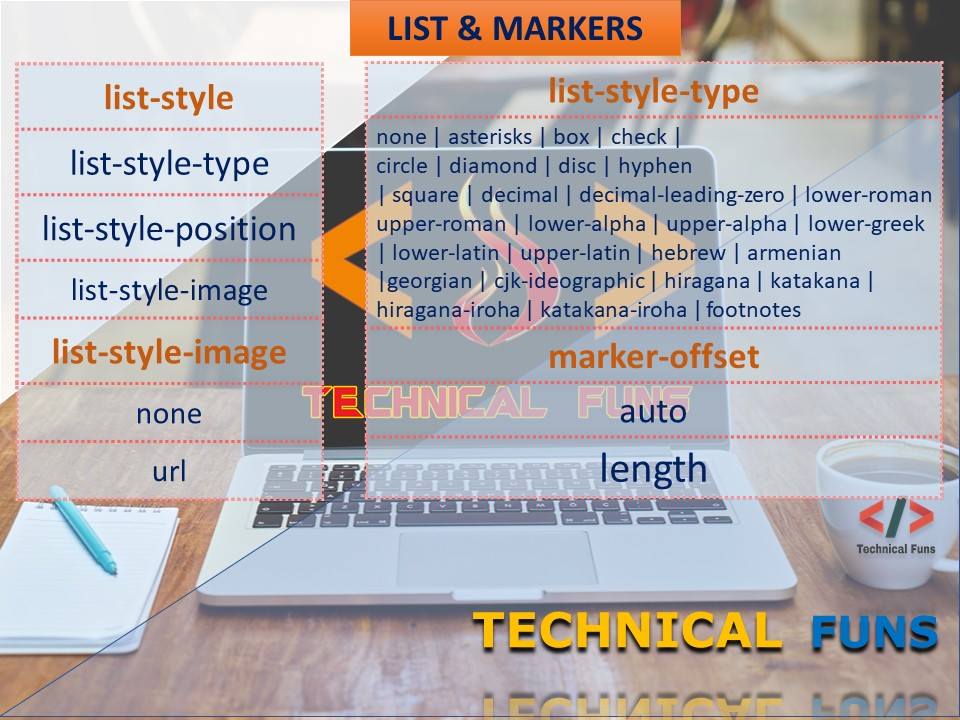 LIST & MARKERS
list-style
list-style-type
list-style-position
list-style-image
list-style-image
none
url
list-style-type
none | asterisks | box | check |
circle | diamond | disc | hyphen
| square | decimal | decimal-leading-zero | lower-roman
upper-roman | lower-alpha | upper-alpha | lower-greek
| lower-latin | upper-latin | hebrew | armenian
|georgian | cjk-ideographic | hiragana | katakana |
hiragana-iroha | katakana-iroha | footnotes
marker-offset
auto
length
TECHNICAL FUNS
</>
Technical Funs
TECHNICAL FUNS